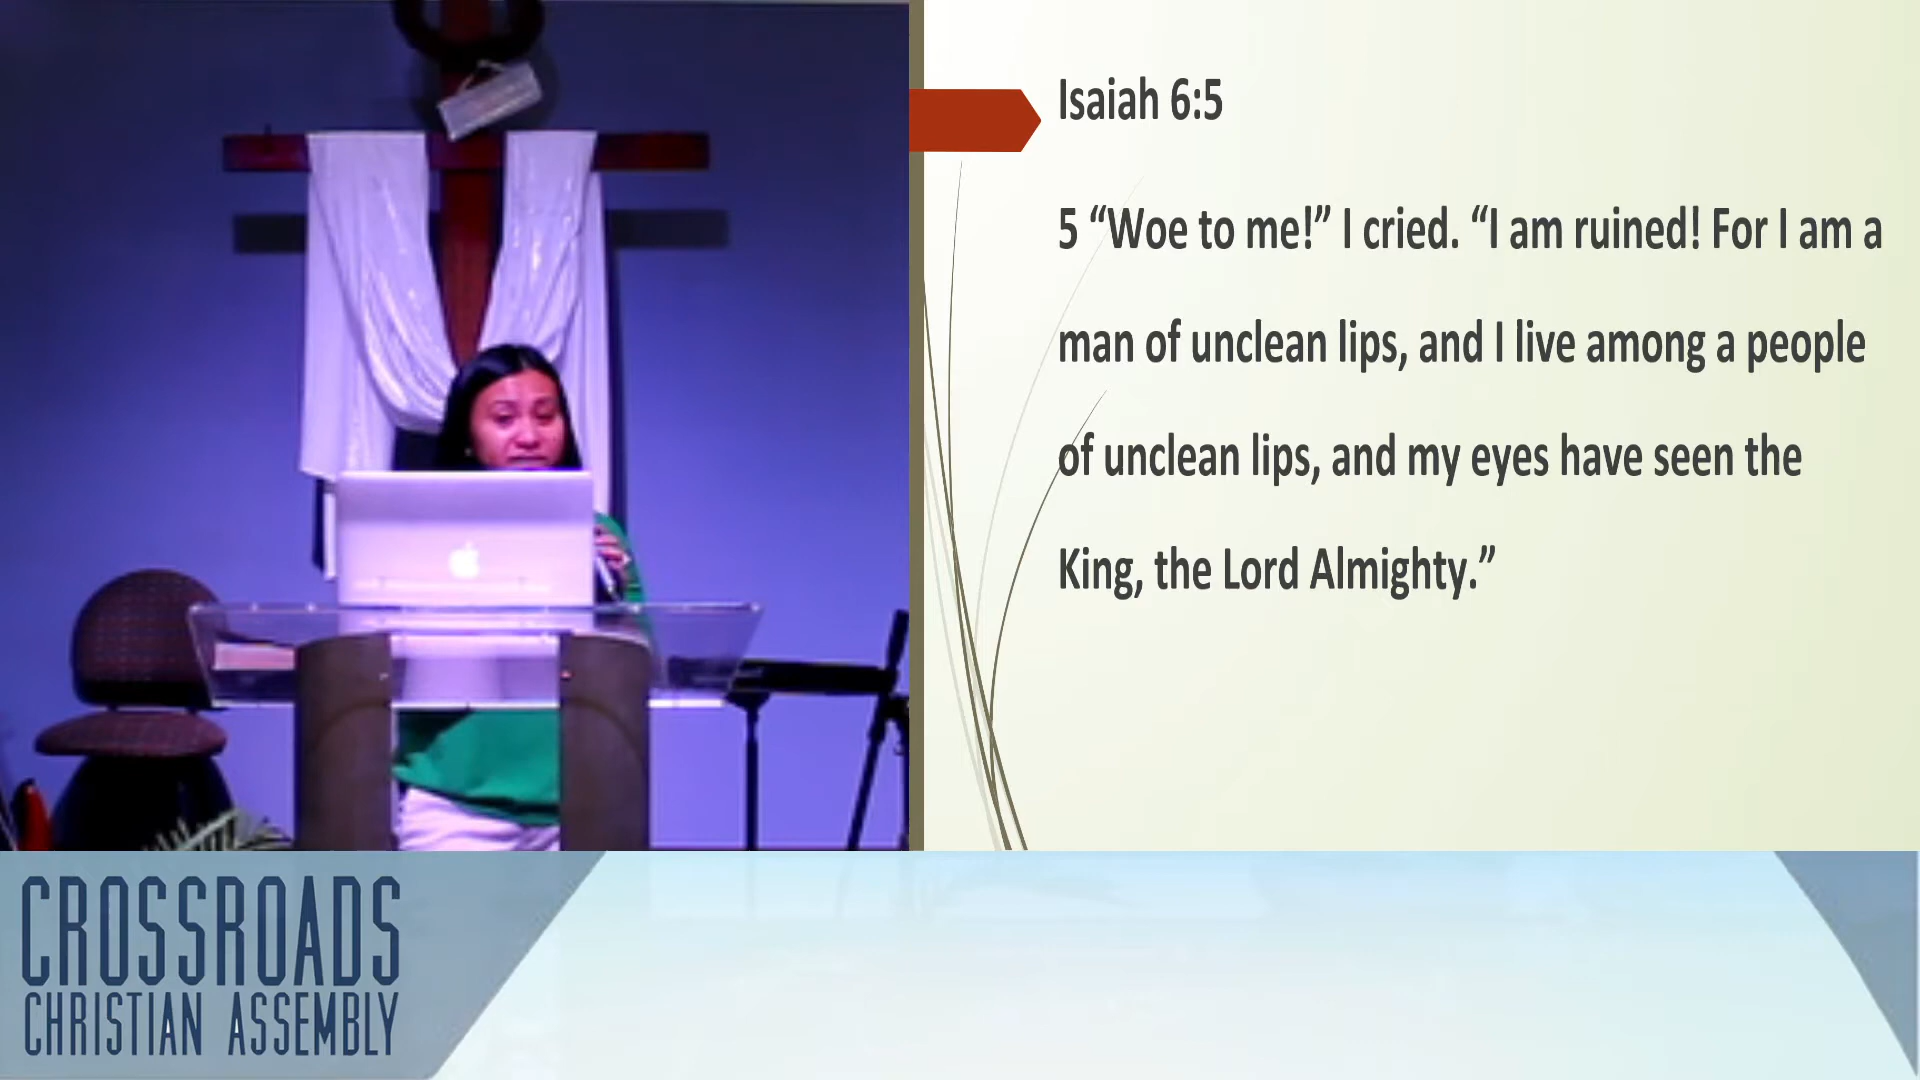 Isaiah 6:5
5 “Woe to me!” I cried. “I am ruined! For I am a
man of unclean lips, and I live among a people
of unclean lips, and my eyes have seen the
King, the Lord Almighty.”
CROSSROADS
CHRISTIAN ASSEMBLY